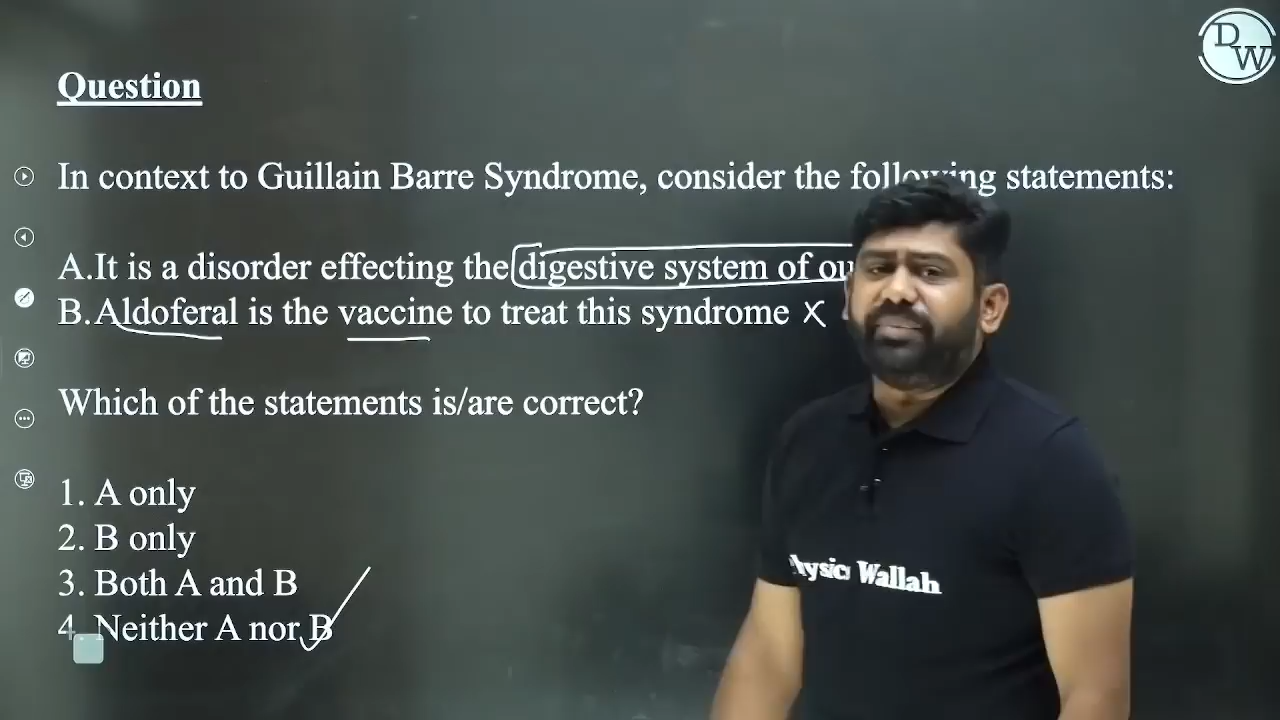 Question
In context to Guillain Barre Syndrome, consider the following statements:
A.It is a disorder effecting the digestive system of
B.Aldoferal is the vaccine to treat this syndrome X
Which of the statements is/are correct?
1. A only
2. B only
3. Both A and B
4. Neither A nor B
Physics Wallah
DW